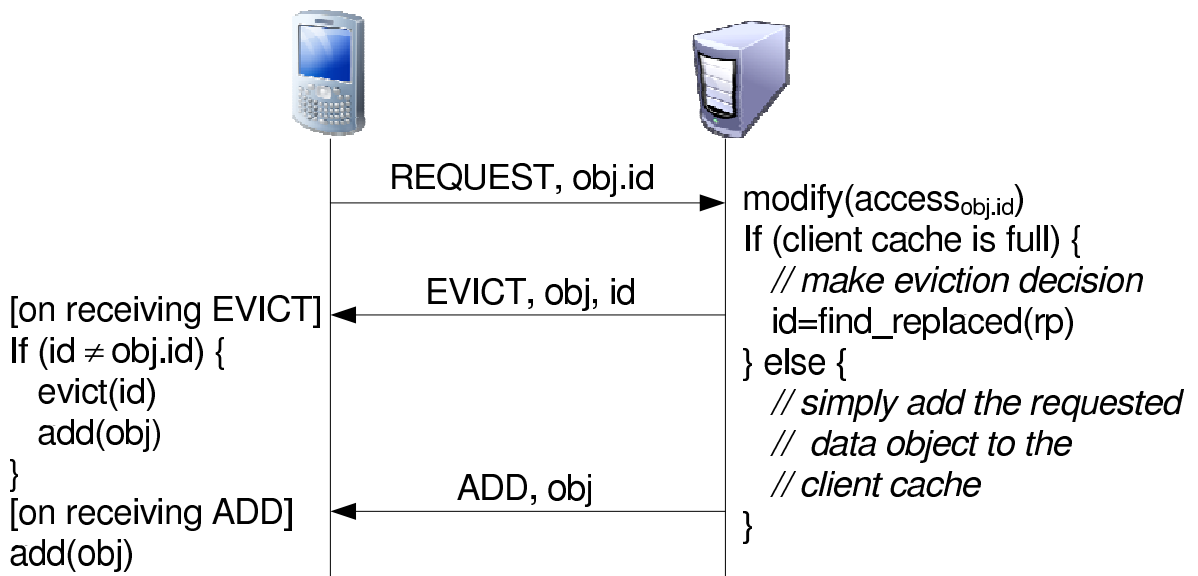 REQUEST, obj.id
modify(access_obj.id)
If (client cache is full) {
// make eviction decision
id=find_replaced(rp)
} else {
// simply add the requested
// data object to the
// client cache
}
EVICT, obj, id
[on receiving EVICT]
If (id ≠ obj.id) {
evict(id)
add(obj)
}
ADD, obj
[on receiving ADD]
add(obj)